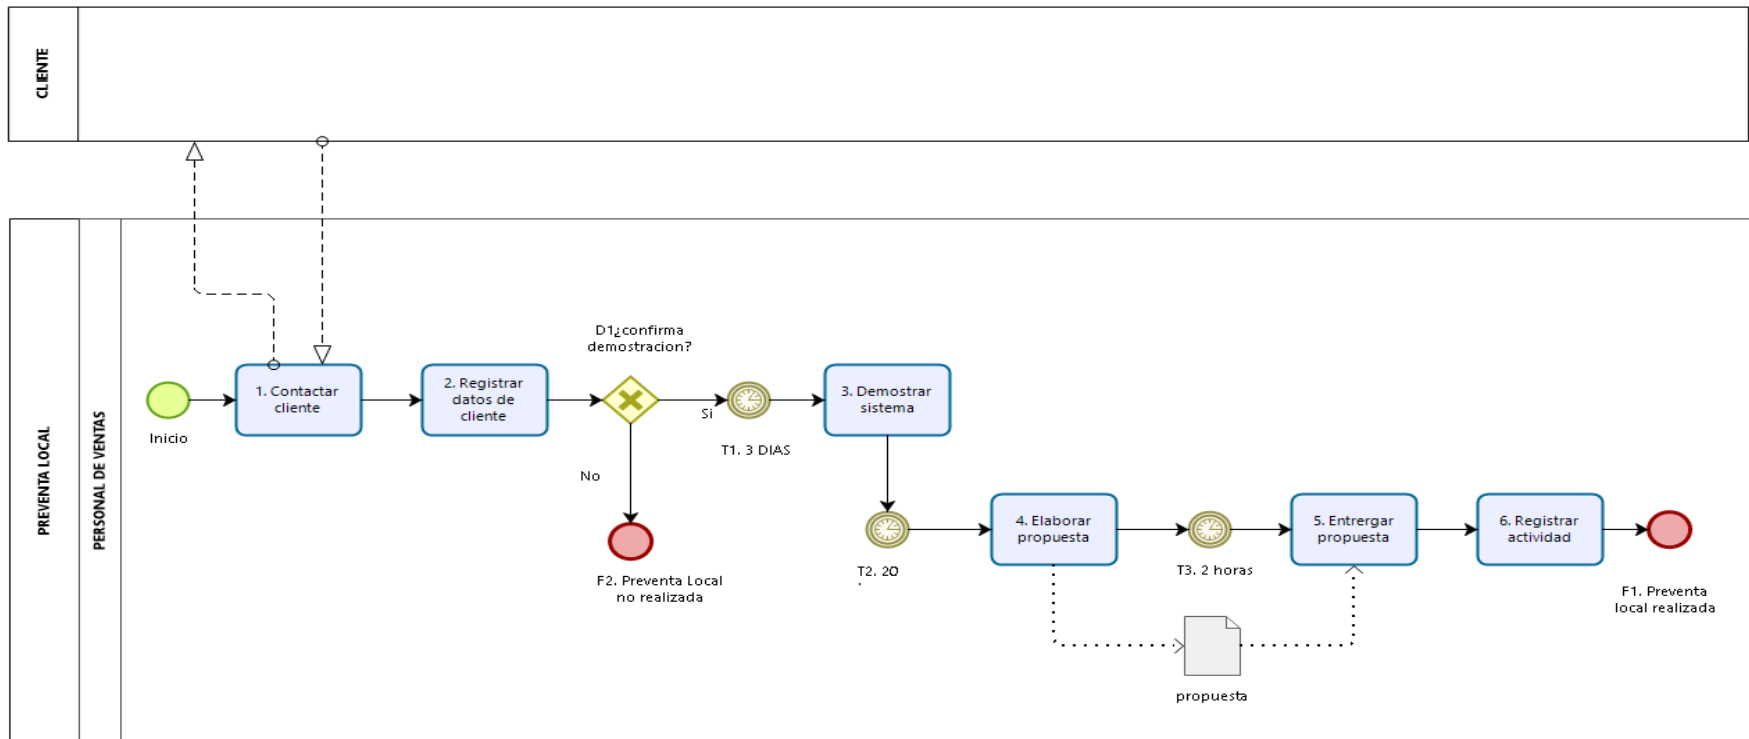 CLIENTE
PREVENTA LOCAL
PERSONAL DE VENTAS
Inicio
1. Contactar
cliente
2. Registrar
datos de
cliente
D1¿confirma
demostracion?
Si
No
F2. Preventa Local
no realizada
T1. 3 DIAS
3. Demostrar
sistema
T2. 20
4. Elaborar
propuesta
T3. 2 horas
5. Entrergar
propuesta
6. Registrar
actividad
F1. Preventa
local realizada
propuesta